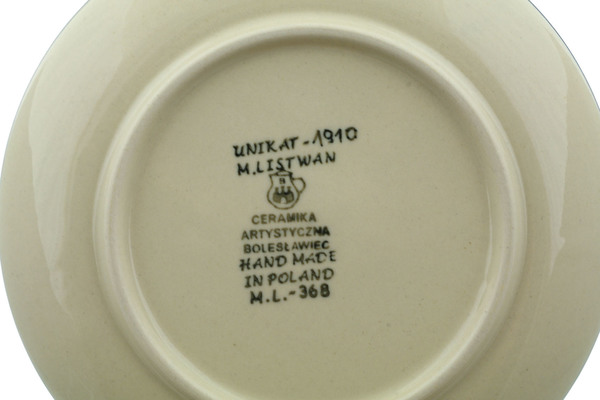 UNIKAT-1910
M.LISTWAN
CERAMIKA
ARTYSTYCZNA
BOLESŁAWIEC
HAND MADE
IN POLAND
M.L.-368